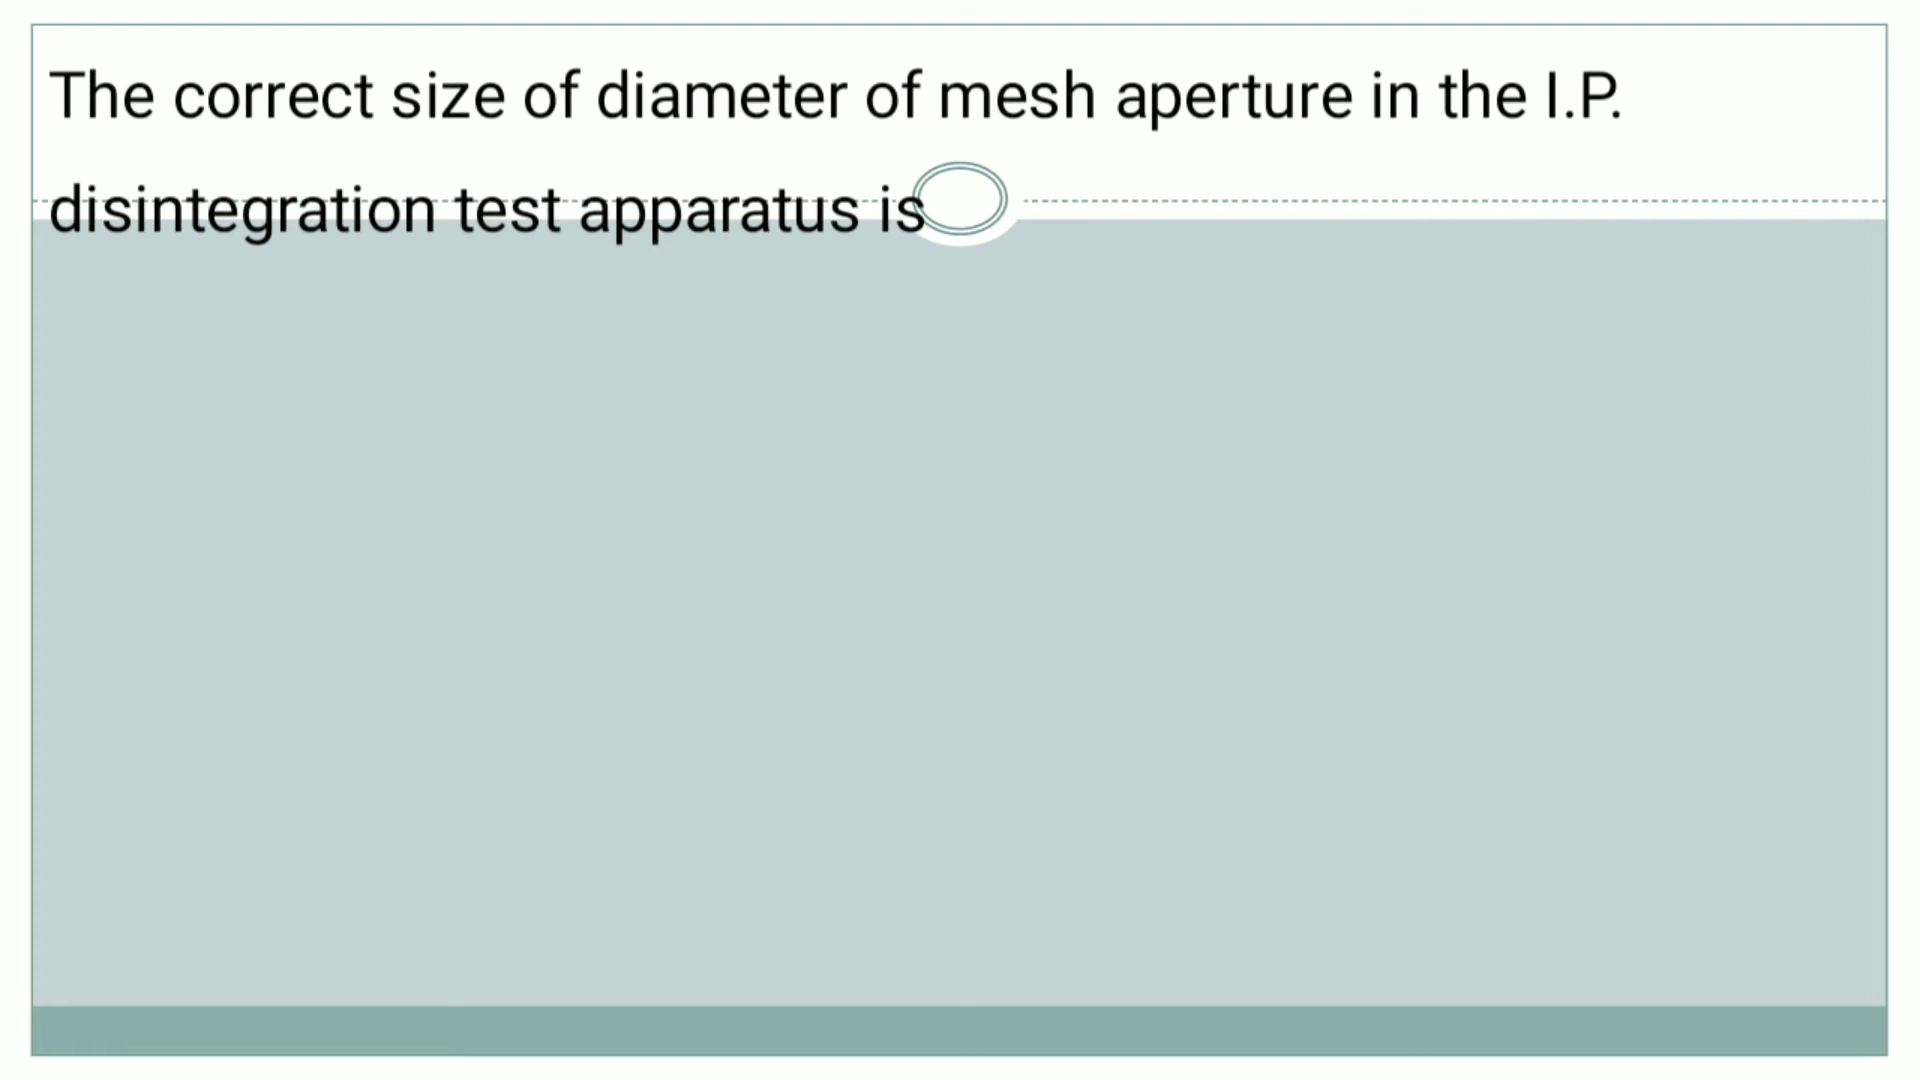 The correct size of diameter of mesh aperture in the I.P.
disintegration test apparatus is